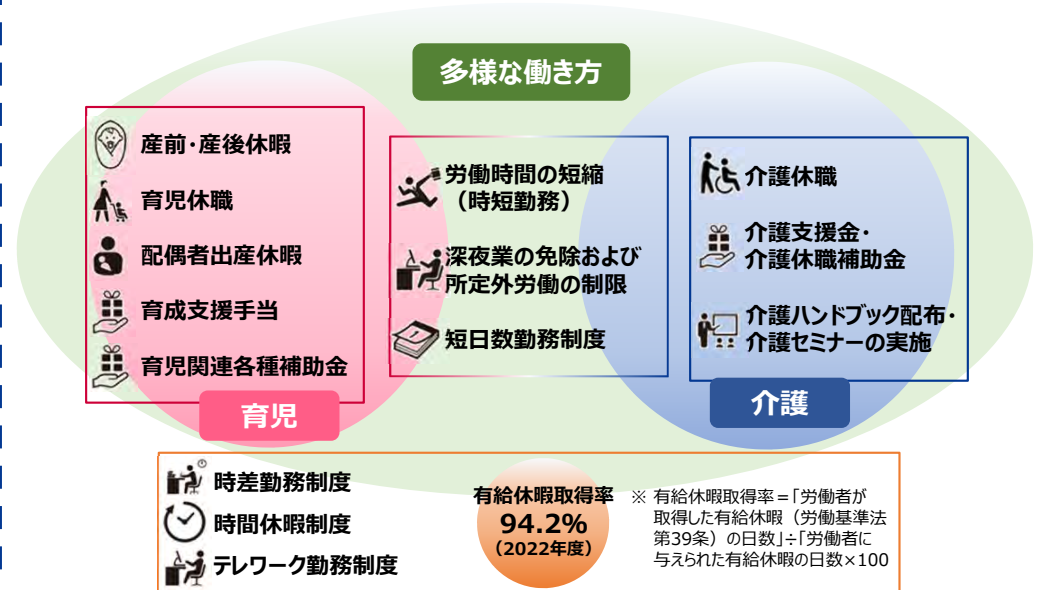 多様な働き方
産前・産後休暇
育児休職
配偶者出産休暇
育成支援手当
育児関連各種補助金
育児
労働時間の短縮
（時短勤務）
深夜業の免除および
所定外労働の制限
短日数勤務制度
介護休職
介護支援金・
介護休職補助金
介護ハンドブック配布・
介護セミナーの実施
介護
時差勤務制度
時間休暇制度
テレワーク勤務制度
有給休暇取得率
94.2%
（2022年度）
※ 有給休暇取得率＝「労働者が
取得した有給休暇（労働基準法
第39条）の日数」÷「労働者に
与えられた有給休暇の日数×100